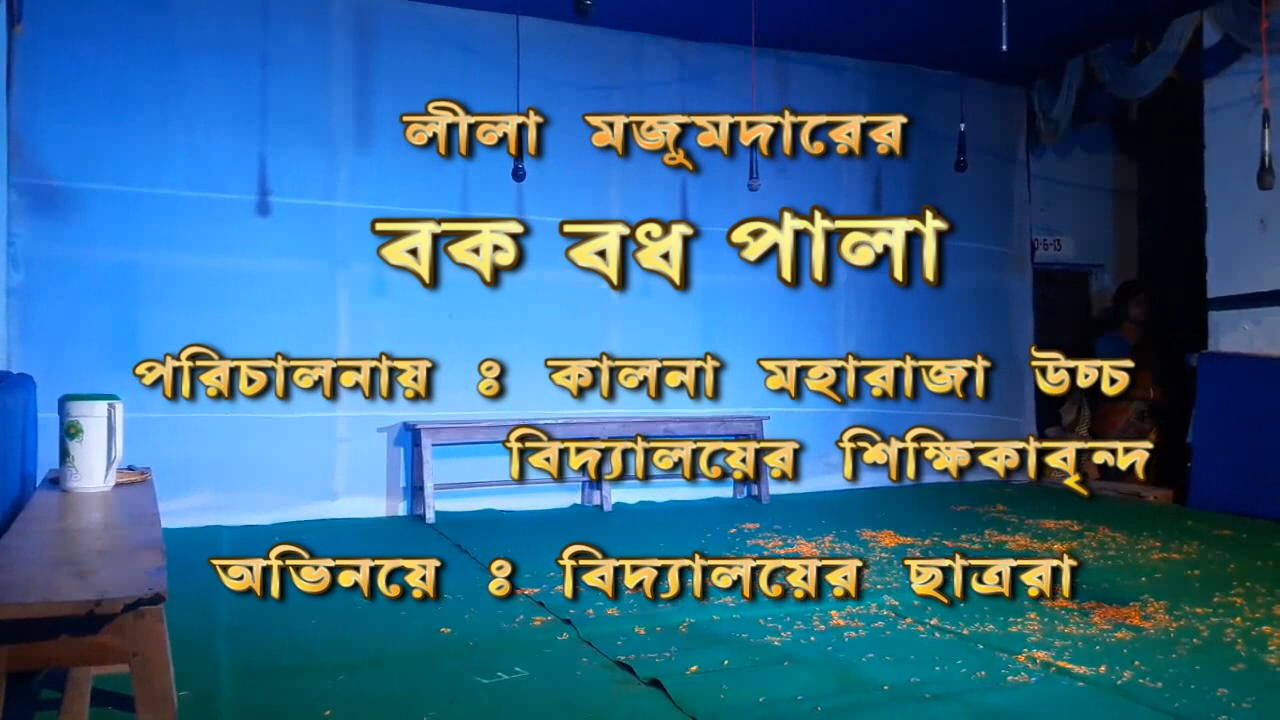 লীলা মজুমদারের
বক বধ পালা
পরিচালনায় ঃ কালনা মহারাজা উচ্চ
বিদ্যালয়ের শিক্ষিকাবৃন্দ
অভিনয়ে ঃ বিদ্যালয়ের ছাত্ররা